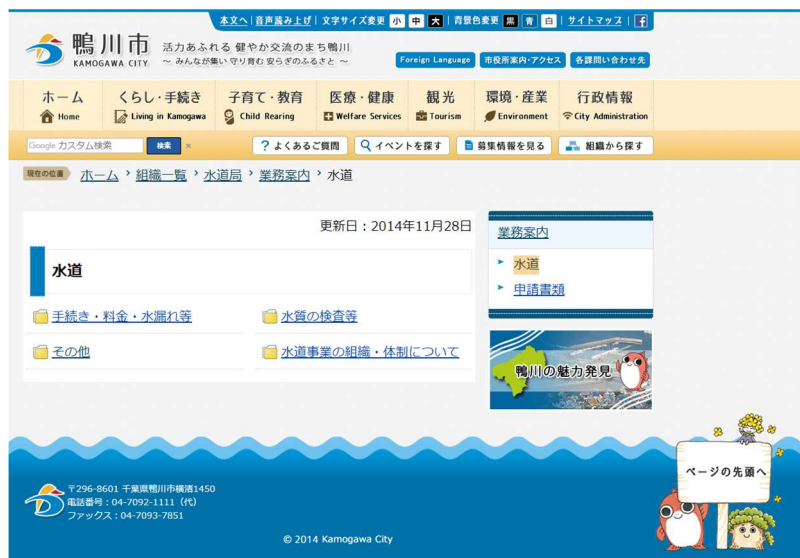 本文へ 音声読み上げ 文字サイズ変更 小 中 大 背景色変更 黒 青 白 サイトマップ f
鴨川市
KAMOGAWA CITY
活力あふれる 健やか交流のまち鴨川
～ みんなが集い 守り育む 安らぎのふるさと ～
Foreign Language 市役所案内・アクセス 各課問い合わせ先
ホーム くらし・手続き 子育て・教育 医療・健康 観光 環境・産業 行政情報
Home Living in Kamogawa Child Rearing Welfare Services Tourism Environment City Administration
Google カスタム検索 検索 × ? よくあるご質問 イベントを探す 募集情報を見る 組織から探す
現在の位置 ホーム › 組織一覧 › 水道局 › 業務案内 › 水道
更新日：2014年11月28日
水道
手続き・料金・水漏れ等 水質の検査等
その他 水道事業の組織・体制について
業務案内
水道
申請書類
鴨川の魅力発見
ページの先頭へ
〒296-8601 千葉県鴨川市横渚1450
電話番号：04-7092-1111（代）
ファックス：04-7093-7851
© 2014 Kamogawa City